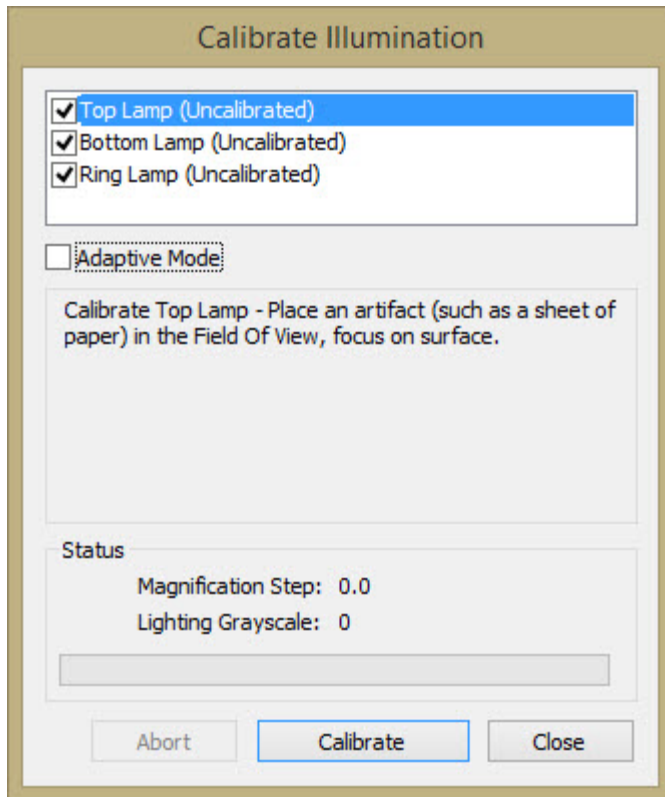 Calibrate Illumination
Top Lamp (Uncalibrated)
Bottom Lamp (Uncalibrated)
Ring Lamp (Uncalibrated)
Adaptive Mode
Calibrate Top Lamp - Place an artifact (such as a sheet of
paper) in the Field Of View, focus on surface.
Status
Magnification Step: 0.0
Lighting Grayscale: 0
Abort Calibrate Close